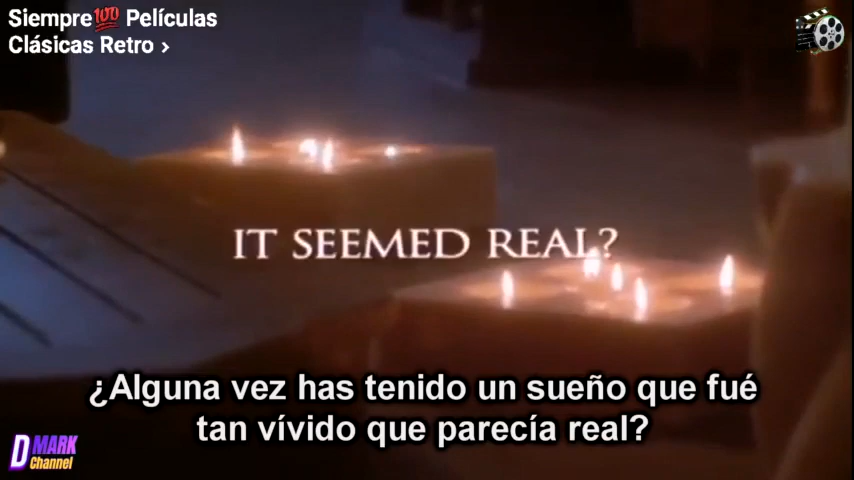 Siempre💯 Películas
Clásicas Retro ›
IT SEEMED REAL?
¿Alguna vez has tenido un sueño que fué
tan vívido que parecía real?
D MARK
Channel